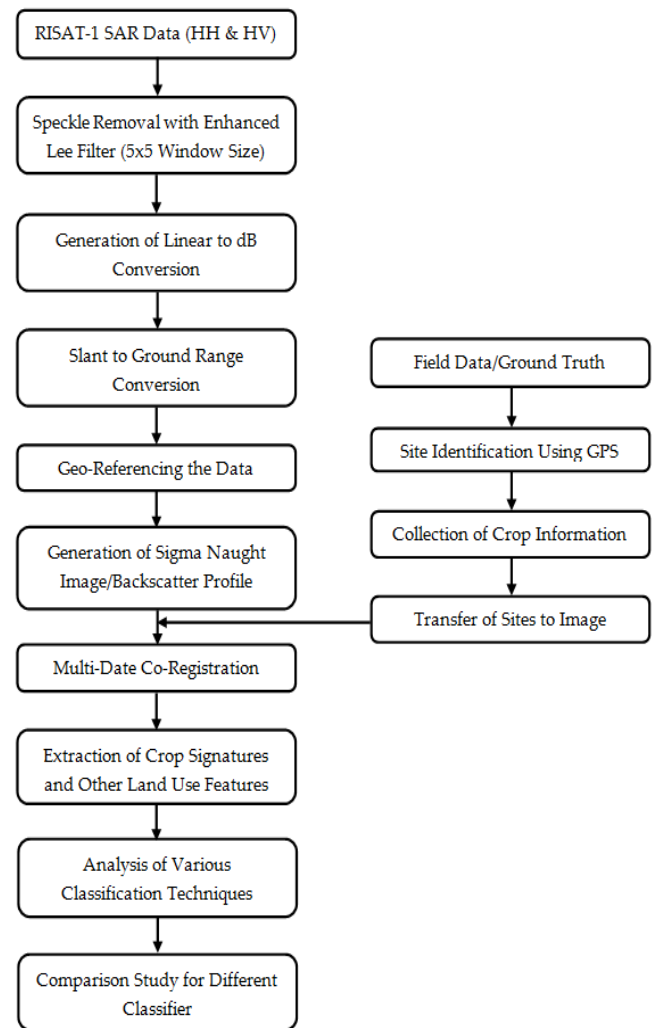 RISAT-1 SAR Data (HH & HV)
Speckle Removal with Enhanced
Lee Filter (5x5 Window Size)
Generation of Linear to dB
Conversion
Slant to Ground Range
Conversion
Geo-Referencing the Data
Generation of Sigma Naught
Image/Backscatter Profile
Field Data/Ground Truth
Site Identification Using GPS
Collection of Crop Information
Transfer of Sites to Image
Multi-Date Co-Registration
Extraction of Crop Signatures
and Other Land Use Features
Analysis of Various
Classification Techniques
Comparison Study for Different
Classifier